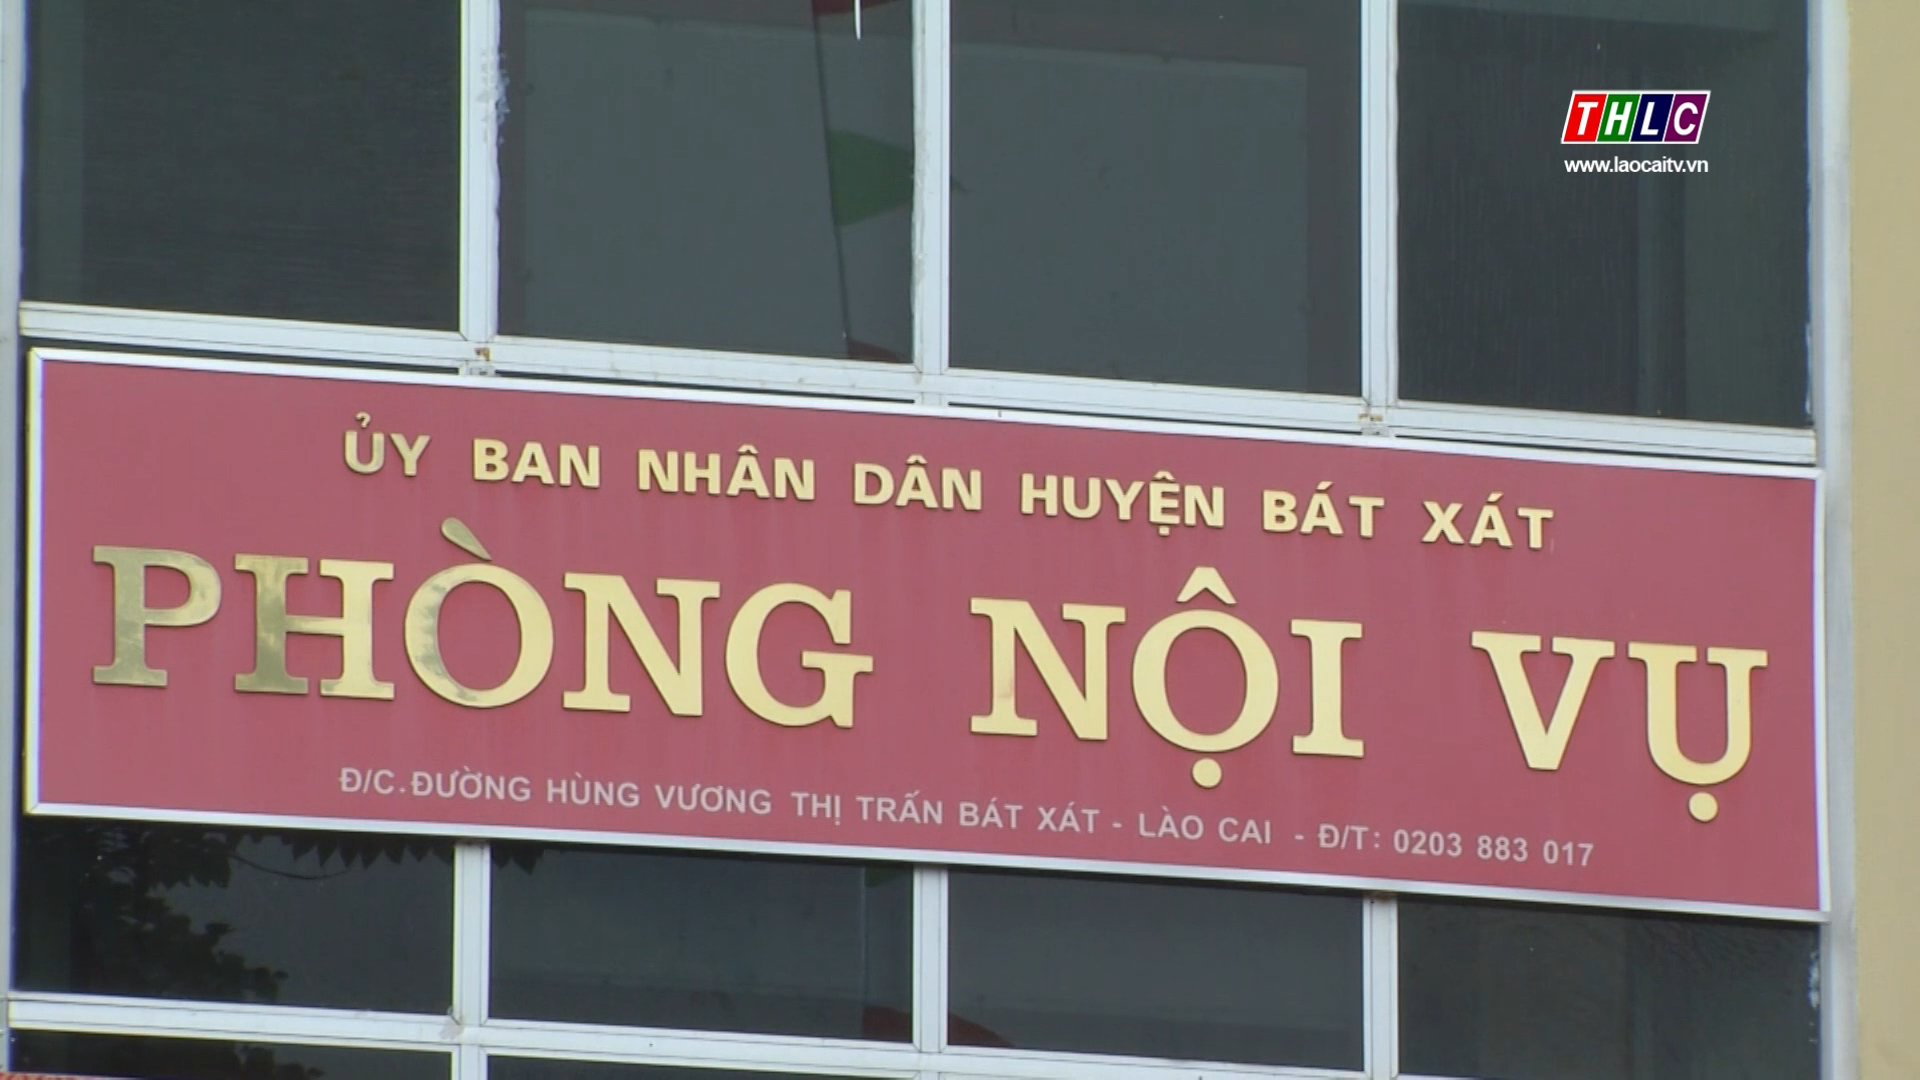 THLC
www.laocaitv.vn
ỦY BAN NHÂN DÂN HUYỆN BÁT XÁT
PHÒNG NỘI VỤ
Đ/C.ĐƯỜNG HÙNG VƯƠNG THỊ TRẤN BÁT XÁT - LÀO CAI - Đ/T: 0203 883 017